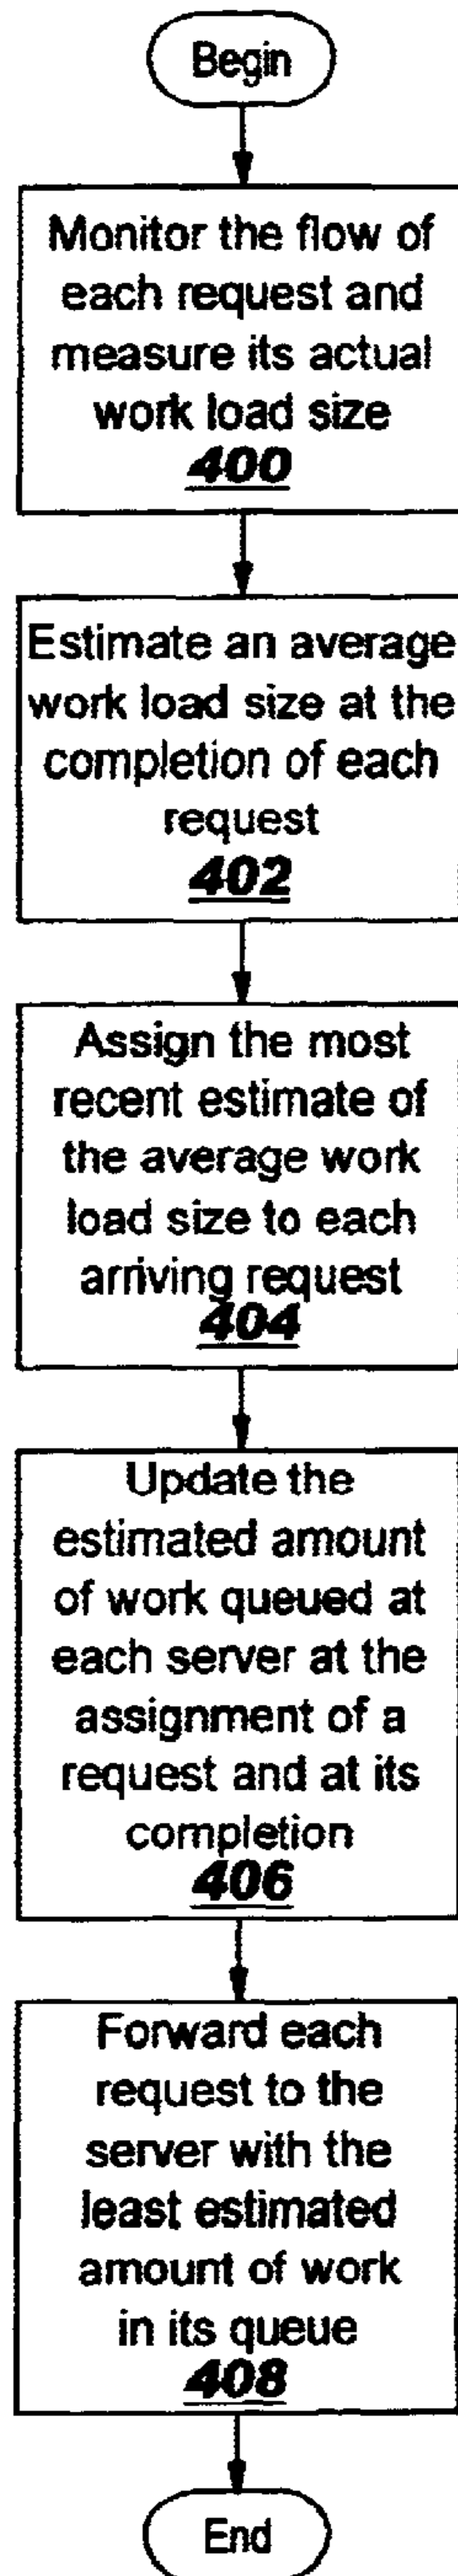 Begin
Monitor the flow of
each request and
measure its actual
work load size
400
Estimate an average
work load size at the
completion of each
request
402
Assign the most
recent estimate of
the average work
load size to each
arriving request
404
Update the
estimated amount
of work queued at
each server at the
assignment of a
request and at its
completion
406
Forward each
request to the
server with the
least estimated
amount of work
in its queue
408
End